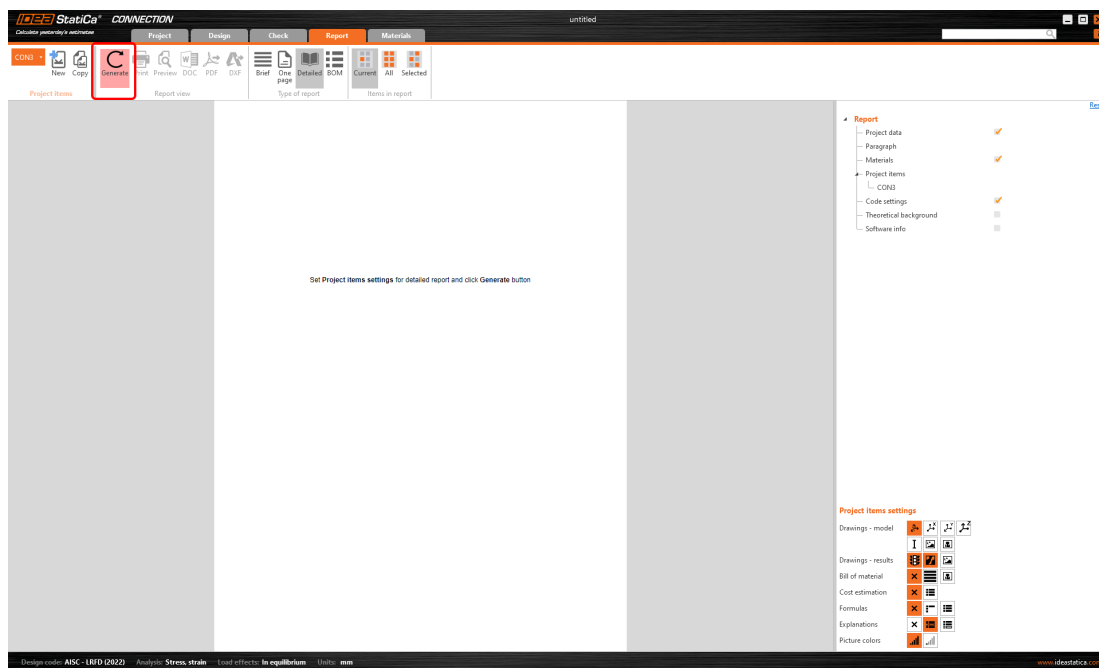 IDEA StatiCa® CONNECTION
untitled
Calculate yesterday's estimates
Project Design Check Report Materials
CON3 New Copy Generate Print Preview DOC PDF DXF Brief One page Detailed BOM Current All Selected
Project items Report view Type of report Items in report
Report
Project data
Paragraph
Materials
Project items
CON3
Code settings
Theoretical background
Software info
Set Project items settings for detailed report and click Generate button
Project items settings
Drawings - model
Drawings - results
Bill of material
Cost estimation
Formulas
Explanations
Picture colors
Design code: AISC - LRFD (2022) Analysis: Stress, strain Load effects: In equilibrium Units: mm
www.ideastatica.com